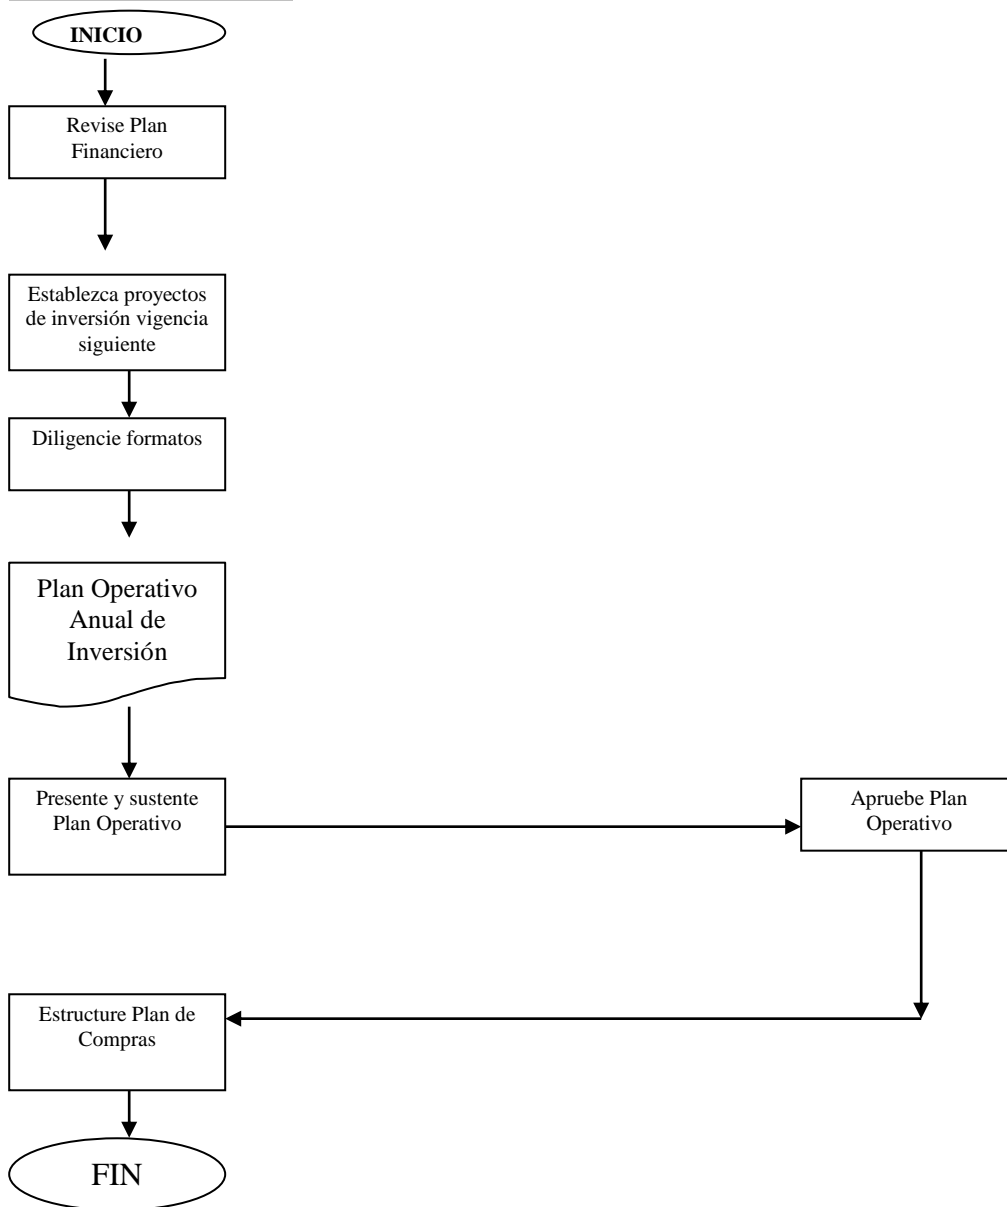 INICIO
Revise Plan
Financiero
Establezca proyectos
de inversión vigencia
siguiente
Diligencie formatos
Plan Operativo
Anual de
Inversión
Presente y sustente
Plan Operativo
Apruebe Plan
Operativo
Estructure Plan de
Compras
FIN